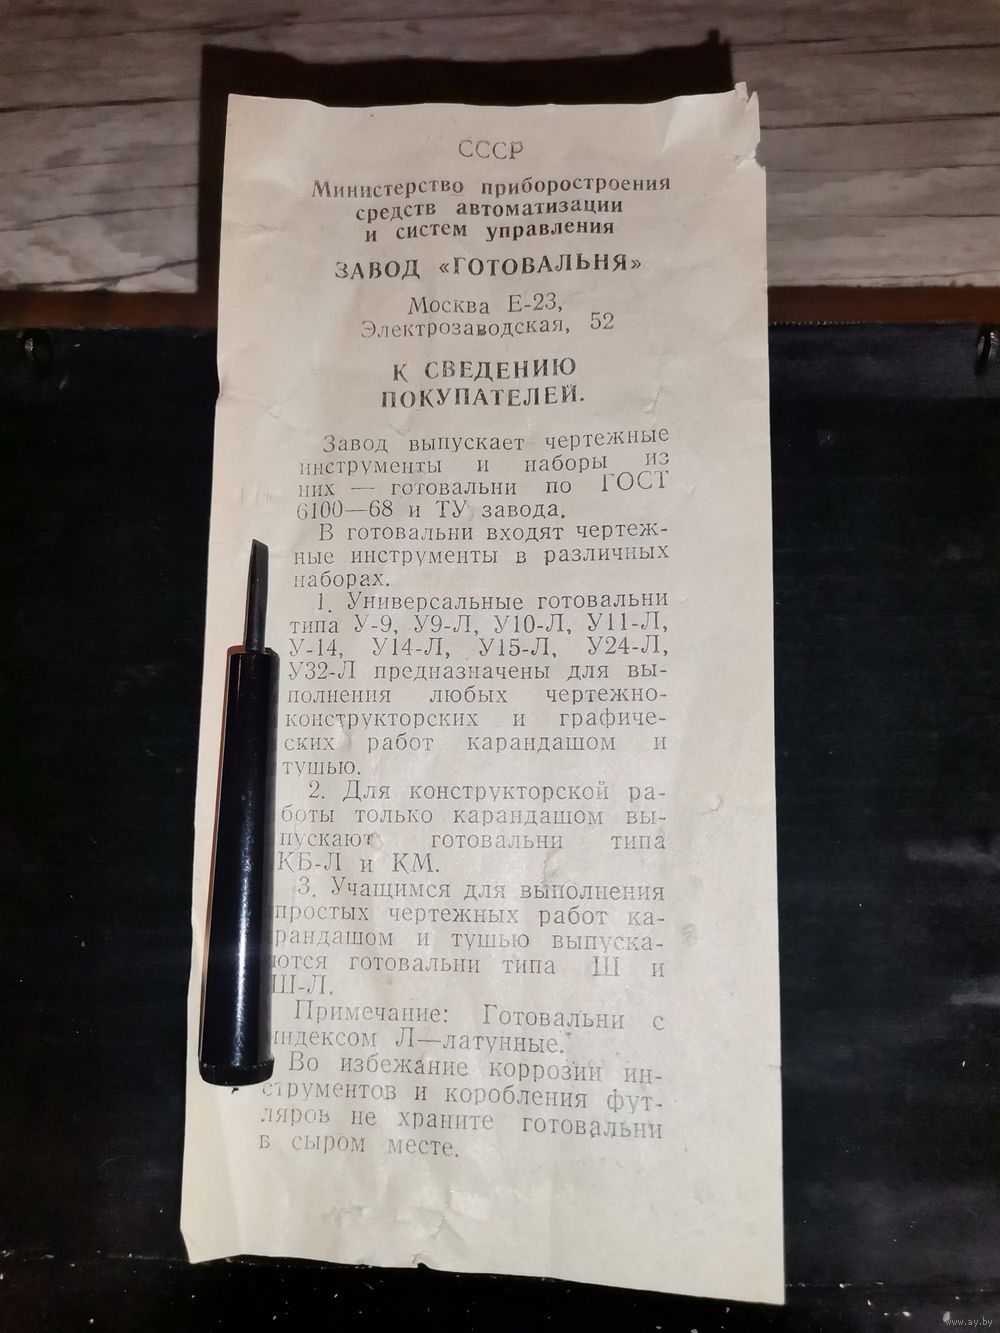 СССР
Министерство приборостроения
средств автоматизации
и систем управления
ЗАВОД «ГОТОВАЛЬНЯ»
Москва Е-23,
Электрозаводская, 52
К СВЕДЕНИЮ
ПОКУПАТЕЛЕЙ.
Завод выпускает чертежные
инструменты и наборы из
них — готовальни по ГОСТ
6100—68 и ТУ завода.
В готовальни входят чертеж-
ные инструменты в различных
наборах.
1. Универсальные готовальни
типа У-9, У9-Л, У10-Л, У11-Л,
У-14, У14-Л, У15-Л, У24-Л,
У32-Л предназначены для вы-
полнения любых чертежно-
конструкторских и графиче-
ских работ карандашом и
тушью.
2. Для конструкторской ра-
боты только карандашом вы-
пускают готовальни типа
КБ-Л и КМ.
3. Учащимся для выполнения
простых чертежных работ ка-
рандашом и тушью выпуска-
ются готовальни типа Ш и
Ш-Л.
Примечание: Готовальни с
индексом Л—латунные.
Во избежание коррозии ин-
струментов и коробления фут-
ляров не храните готовальни
в сыром месте.
www.ay.by